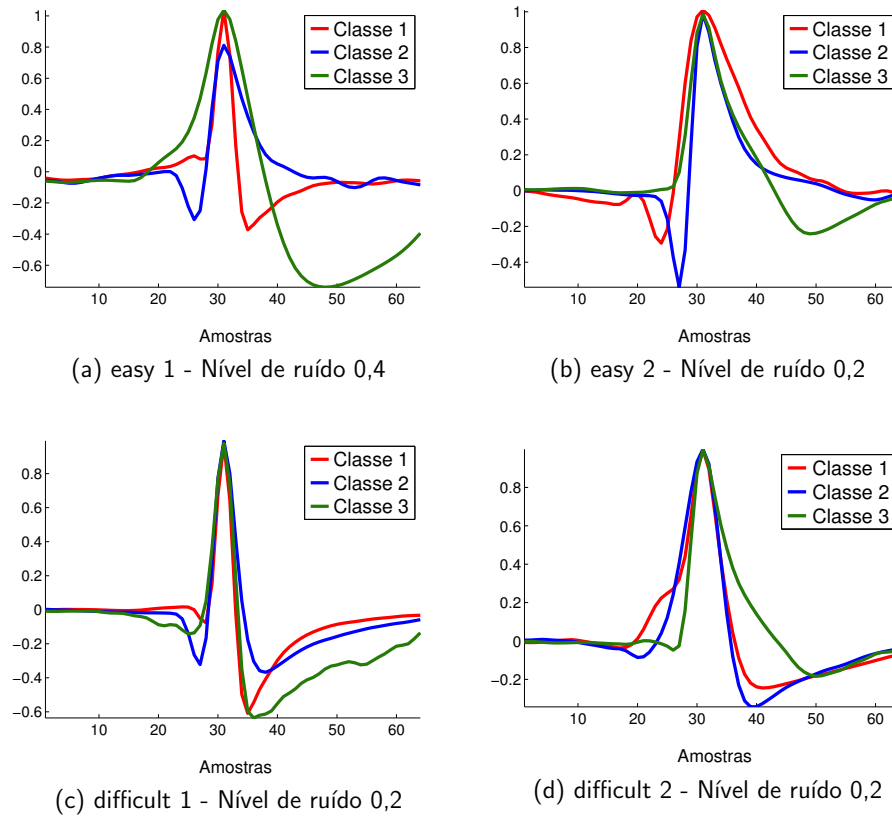 1
0.8
0.6
0.4
0.2
0
−0.2
−0.4
−0.6
10 20 30 40 50 60
Classe 1
Classe 2
Classe 3
Amostras
(a) easy 1 - Nível de ruído 0,4
1
0.8
0.6
0.4
0.2
0
−0.2
−0.4
10 20 30 40 50 60
Classe 1
Classe 2
Classe 3
Amostras
(b) easy 2 - Nível de ruído 0,2
0.8
0.6
0.4
0.2
0
−0.2
−0.4
−0.6
10 20 30 40 50 60
Classe 1
Classe 2
Classe 3
Amostras
(c) difficult 1 - Nível de ruído 0,2
0.8
0.6
0.4
0.2
0
−0.2
10 20 30 40 50 60
Classe 1
Classe 2
Classe 3
Amostras
(d) difficult 2 - Nível de ruído 0,2